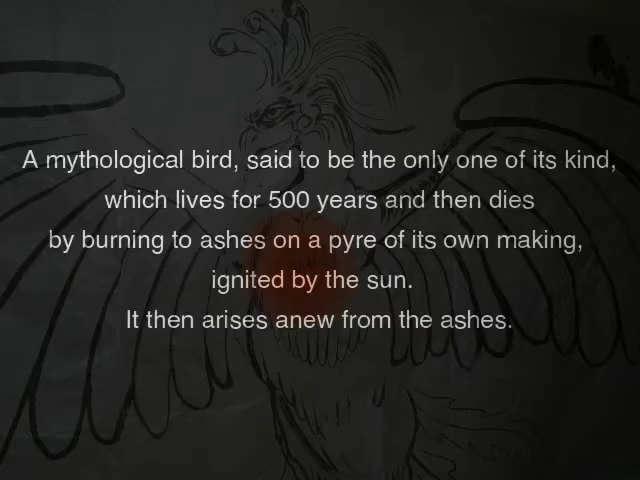 A mythological bird, said to be the only one of its kind,
which lives for 500 years and then dies
by burning to ashes on a pyre of its own making,
ignited by the sun.
It then arises anew from the ashes.